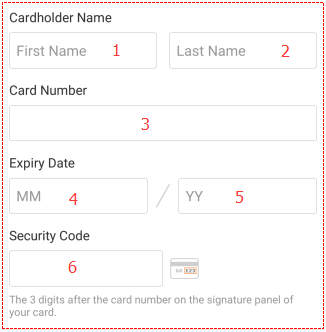 Cardholder Name
First Name 1 Last Name 2
Card Number
3
Expiry Date
MM 4 / YY 5
Security Code
6 123
The 3 digits after the card number on the signature panel of
your card.